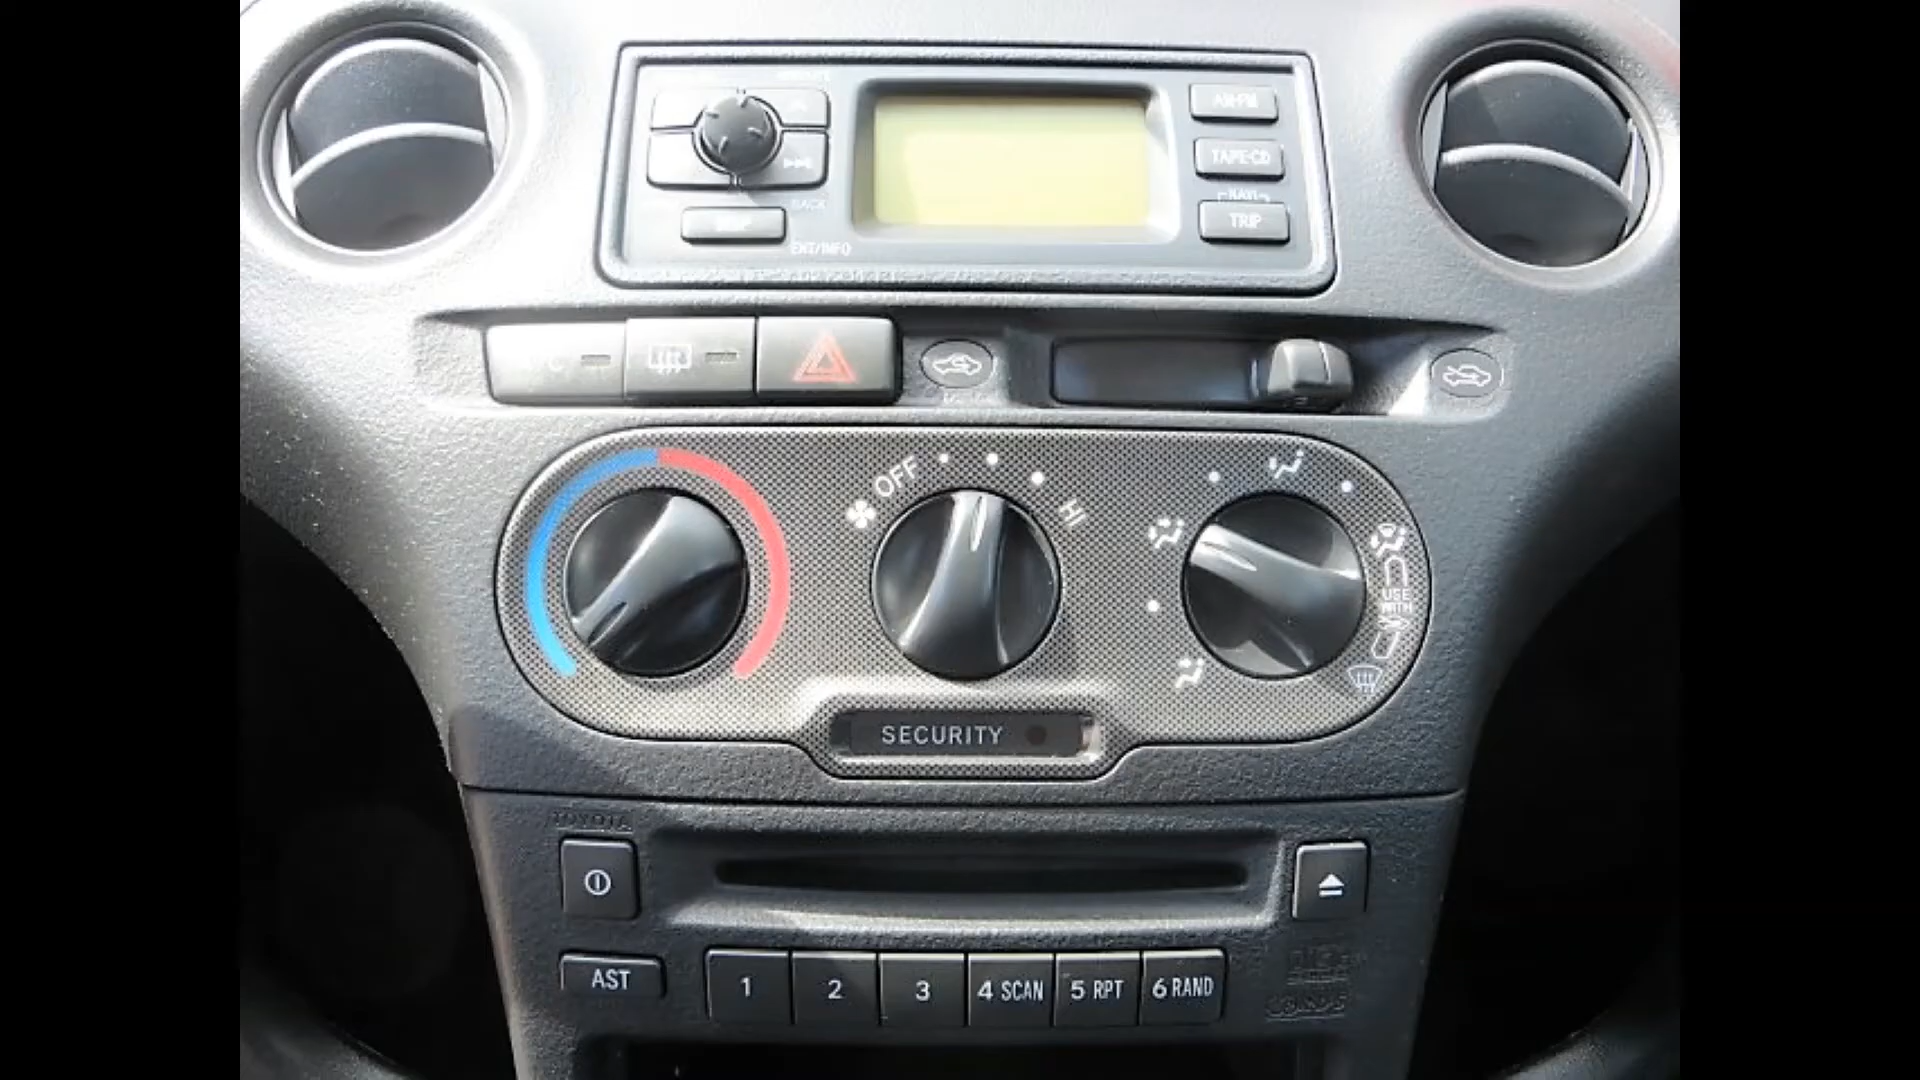 AM·FM
TAPE·CD
NAVI
TRIP
BACK
ENT/INFO
OFF
HI
USE
WITH
SECURITY
TOYOTA
AST
1
2
3
4 SCAN
5 RPT
6 RAND